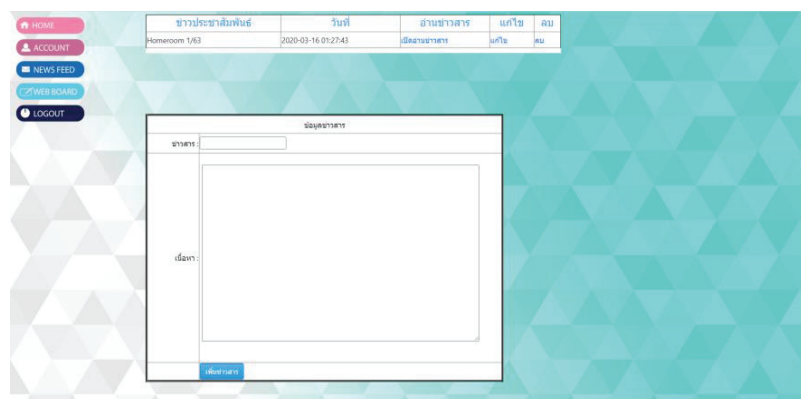 HOME
ACCOUNT
NEWS FEED
WEB BOARD
LOGOUT
ข่าวประชาสัมพันธ์ วันที่ อ่านข่าวสาร แก้ไข ลบ
Homeroom 1/63 2020-03-16 01:27:43 เปิดอ่านข่าวสาร แก้ไข ลบ
ข้อมูลข่าวสาร
ข่าวสาร :
เนื้อหา :
เพิ่มข่าวสาร